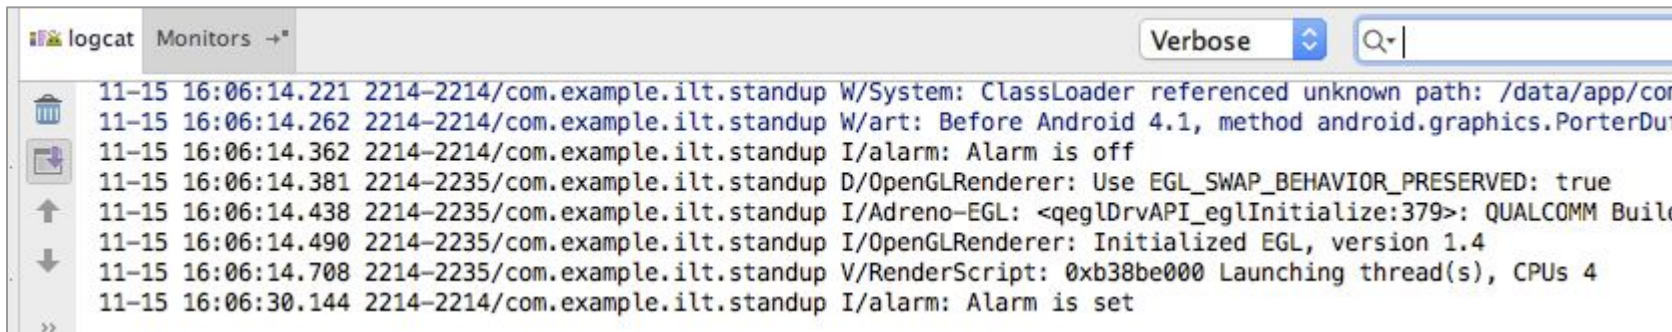 logcat Monitors Verbose
11-15 16:06:14.221 2214-2214/com.example.ilt.standup W/System: ClassLoader referenced unknown path: /data/app/com
11-15 16:06:14.262 2214-2214/com.example.ilt.standup W/art: Before Android 4.1, method android.graphics.PorterDuf
11-15 16:06:14.362 2214-2214/com.example.ilt.standup I/alarm: Alarm is off
11-15 16:06:14.381 2214-2235/com.example.ilt.standup D/OpenGLRenderer: Use EGL_SWAP_BEHAVIOR_PRESERVED: true
11-15 16:06:14.438 2214-2235/com.example.ilt.standup I/Adreno-EGL: <qeglDrvAPI_eglInitialize:379>: QUALCOMM Build
11-15 16:06:14.490 2214-2235/com.example.ilt.standup I/OpenGLRenderer: Initialized EGL, version 1.4
11-15 16:06:14.708 2214-2235/com.example.ilt.standup V/RenderScript: 0xb38be000 Launching thread(s), CPUs 4
11-15 16:06:30.144 2214-2214/com.example.ilt.standup I/alarm: Alarm is set